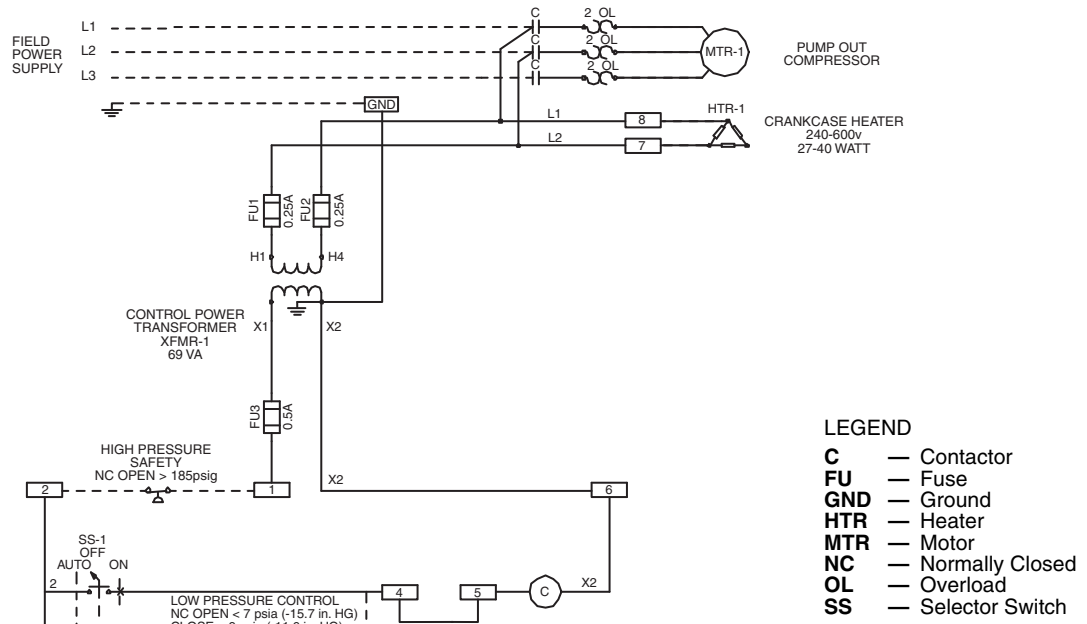 C 2 OL
L1
FIELD
POWER
SUPPLY
L2
C 2 OL
MTR-1
PUMP OUT
COMPRESSOR
L3
C 2 OL
GND
L1
8
HTR-1
CRANKCASE HEATER
240-600v
27-40 WATT
L2
7
FU1
0.25A
FU2
0.25A
H1
H4
CONTROL POWER
TRANSFORMER
XFMR-1
69 VA
X1
X2
FU3
0.5A
HIGH PRESSURE
SAFETY
NC OPEN > 185psig
2
1
X2
6
SS-1
OFF
AUTO ON
2
LOW PRESSURE CONTROL
NC OPEN < 7 psia (-15.7 in. HG)
4
5
C
X2
LEGEND
C — Contactor
FU — Fuse
GND — Ground
HTR — Heater
MTR — Motor
NC — Normally Closed
OL — Overload
SS — Selector Switch